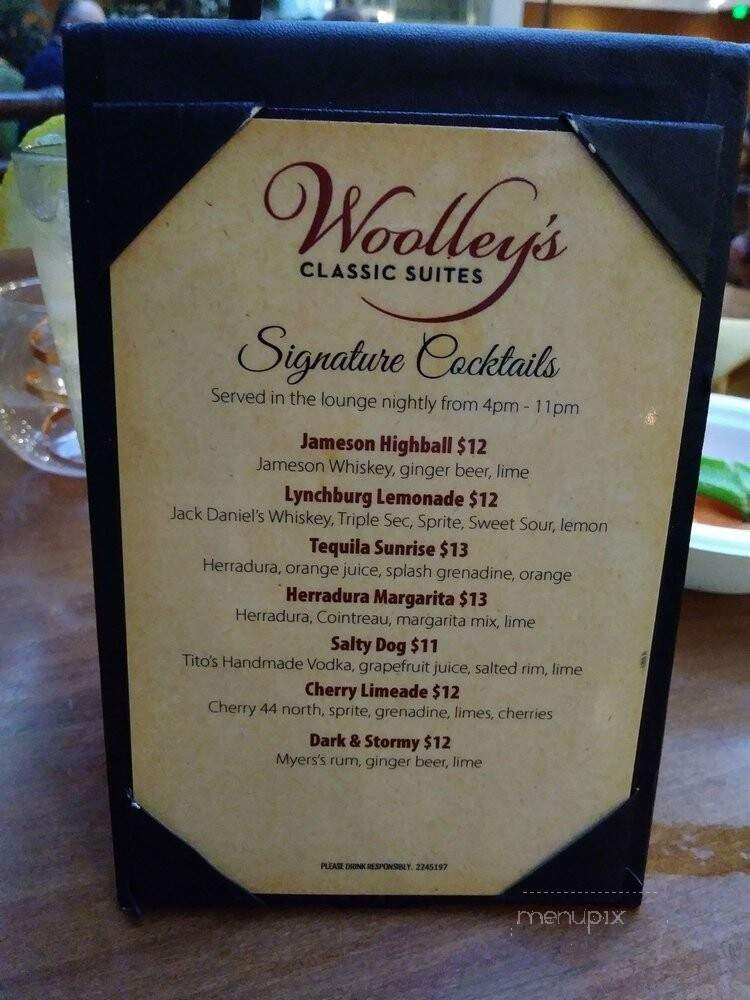 Woolley's
CLASSIC SUITES
Signature Cocktails
Served in the lounge nightly from 4pm - 11pm
Jameson Highball $12
Jameson Whiskey, ginger beer, lime
Lynchburg Lemonade $12
Jack Daniel's Whiskey, Triple Sec, Sprite, Sweet Sour, lemon
Tequila Sunrise $13
Herradura, orange juice, splash grenadine, orange
Herradura Margarita $13
Herradura, Cointreau, margarita mix, lime
Salty Dog $11
Tito's Handmade Vodka, grapefruit juice, salted rim, lime
Cherry Limeade $12
Cherry 44 north, sprite, grenadine, limes, cherries
Dark & Stormy $12
Myers's rum, ginger beer, lime
PLEASE DRINK RESPONSIBLY. 2245197
menupix